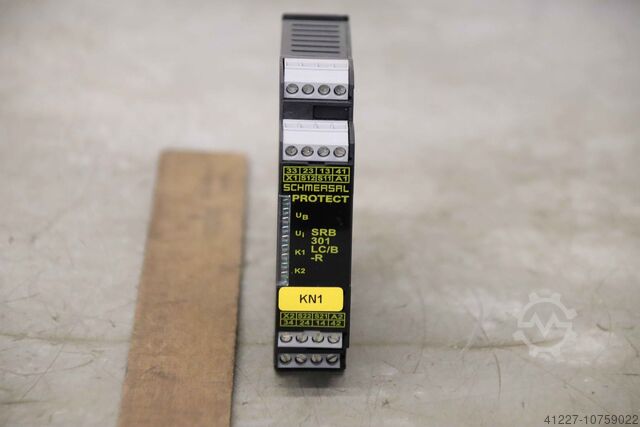 33 23 13 41
X1 S12 S11 A1
SCHMERSAL
PROTECT
UB
Ui
SRB
301
LC/B
-R
K1
K2
KN1
X2 S22 S21 A2
34 24 14 42
41227-10759022